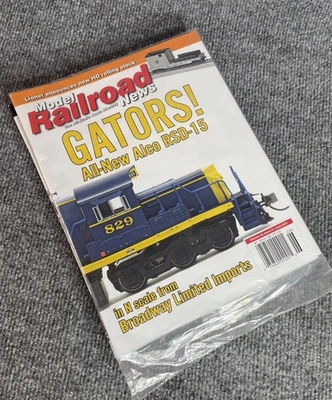 Lionel announces new HO rolling stock
Model
Railroad
News
GATORS!
All-New Alco RSD-15
829
in N scale from
Broadway Limited Imports